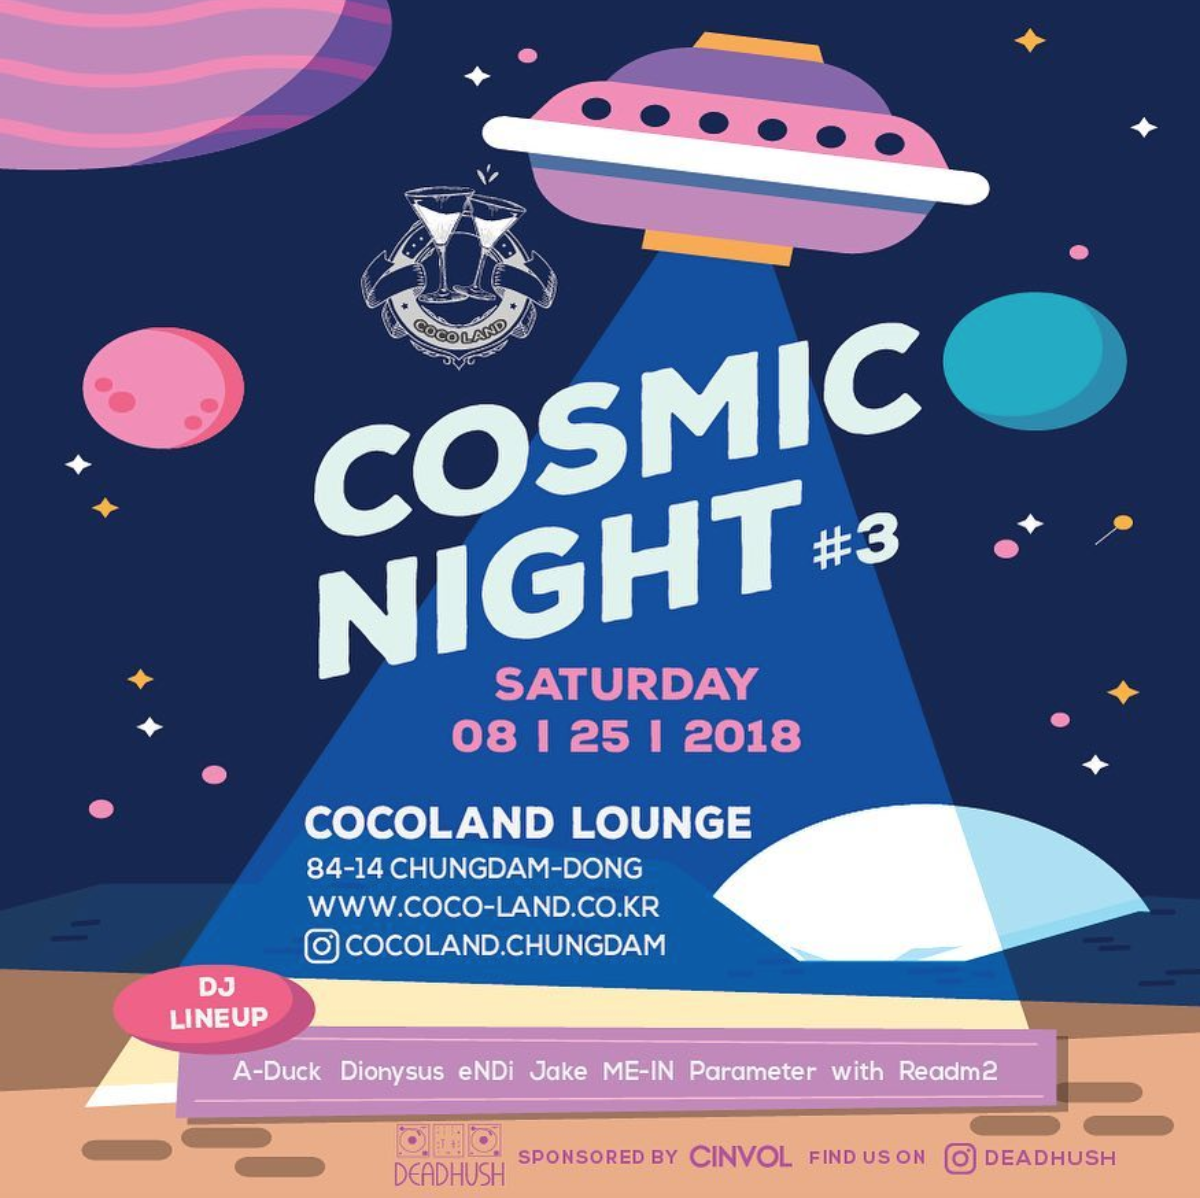 COCO LAND
COSMIC
NIGHT #3
SATURDAY
08 | 25 | 2018
COCOLAND LOUNGE
84-14 CHUNGDAM-DONG
WWW.COCO-LAND.CO.KR
COCOLAND.CHUNGDAM
DJ
LINEUP
A-Duck Dionysus eNDi Jake ME-IN Parameter with Readm2
DEADHUSH SPONSORED BY CINVOL FIND US ON DEADHUSH